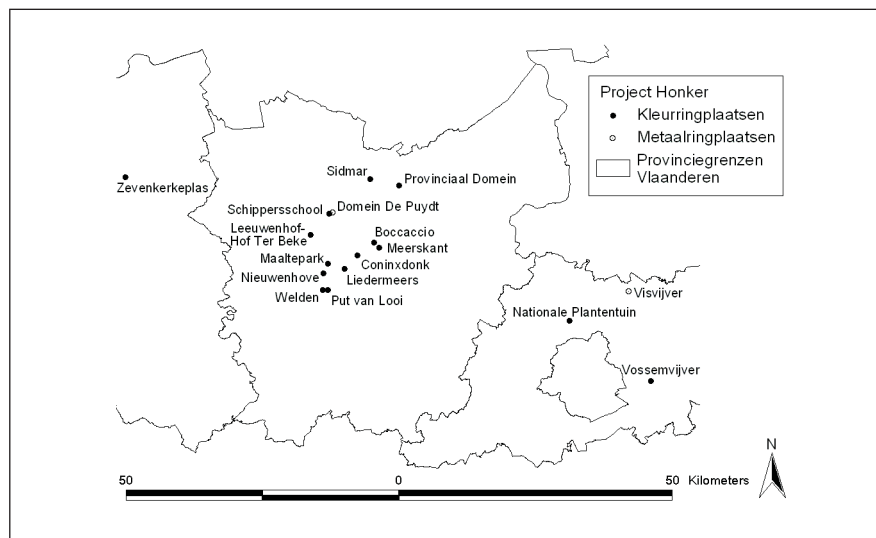 Project Honker
Kleurringplaatsen
Metaalringplaatsen
Provinciegrenzen
Vlaanderen
Sidmar
Provinciaal Domein
Zevenkerkeplas
Schippersschool
Domein De Puydt
Leeuwenhof-
Hof Ter Beke
Boccaccio
Meerskant
Maaltepark
Coninxdonk
Nieuwenhove
Liedermeers
Welden
Put van Looi
Visvijver
Nationale Plantentuin
Vossemvijver
N
50 0 50 Kilometers